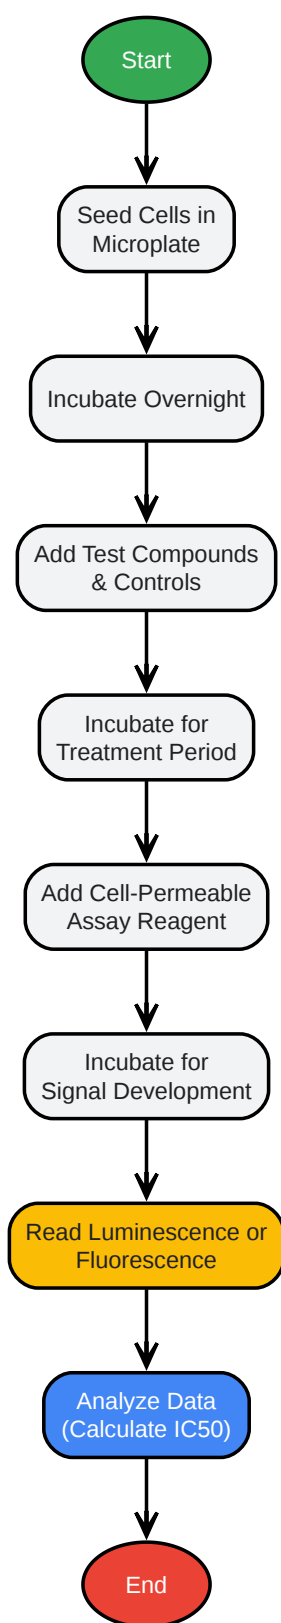 Start
Seed Cells in
Microplate
Incubate Overnight
Add Test Compounds
& Controls
Incubate for
Treatment Period
Add Cell-Permeable
Assay Reagent
Incubate for
Signal Development
Read Luminescence or
Fluorescence
Analyze Data
(Calculate IC50)
End